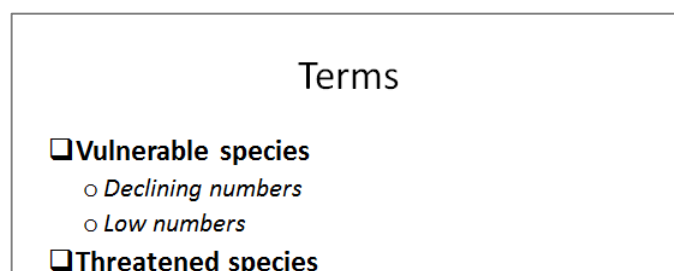 Terms
❑Vulnerable species
o Declining numbers
o Low numbers
❑Threatened species